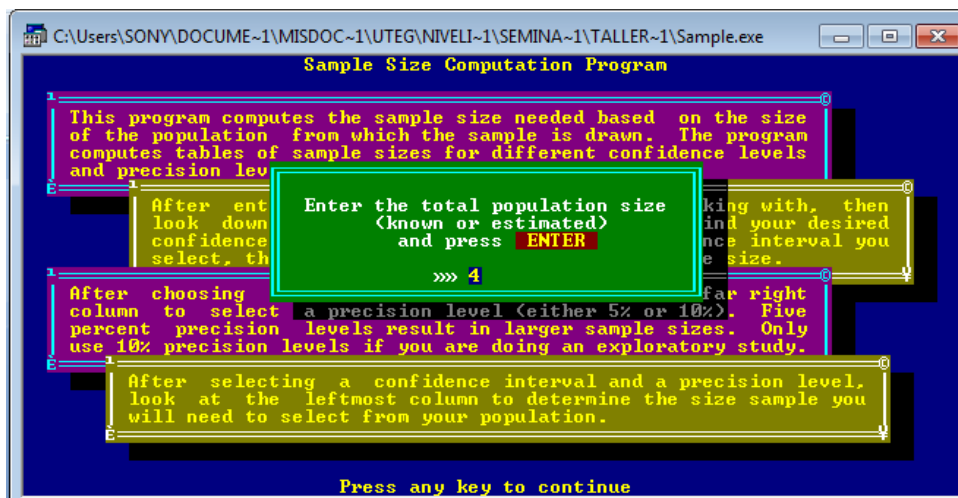 C:\Users\SONY\DOCUME~1\MISDOC~1\UTEG\NIVELI~1\SEMINA~1\TALLER~1\Sample.exe
Sample Size Computation Program
This program computes the sample size needed based on the size
of the population from which the sample is drawn. The program
computes tables of sample sizes for different confidence levels
and precision lev
Enter the total population size
(known or estimated)
and press ENTER
»»» 4
After ent king with, then
look down ind your desired
confidence nce interval you
select, th e size.
After choosing far right
column to select a precision level (either 5% or 10%). Five
percent precision levels result in larger sample sizes. Only
use 10% precision levels if you are doing an exploratory study.
After selecting a confidence interval and a precision level,
look at the leftmost column to determine the size sample you
will need to select from your population.
Press any key to continue